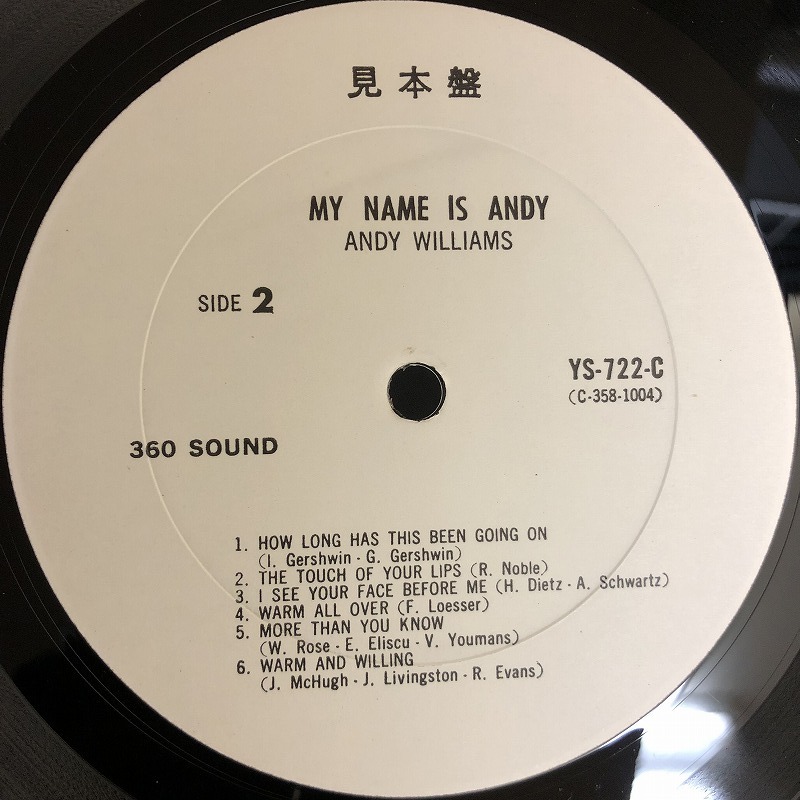 見本盤
MY NAME IS ANDY
ANDY WILLIAMS
SIDE 2
YS-722-C
(C-358-1004)
360 SOUND
1. HOW LONG HAS THIS BEEN GOING ON
(I. Gershwin · G. Gershwin)
2. THE TOUCH OF YOUR LIPS (R. Noble)
3. I SEE YOUR FACE BEFORE ME (H. Dietz · A. Schwartz)
4. WARM ALL OVER (F. Loesser)
5. MORE THAN YOU KNOW
(W. Rose · E. Eliscu · V. Youmans)
6. WARM AND WILLING
(J. McHugh · J. Livingston · R. Evans)